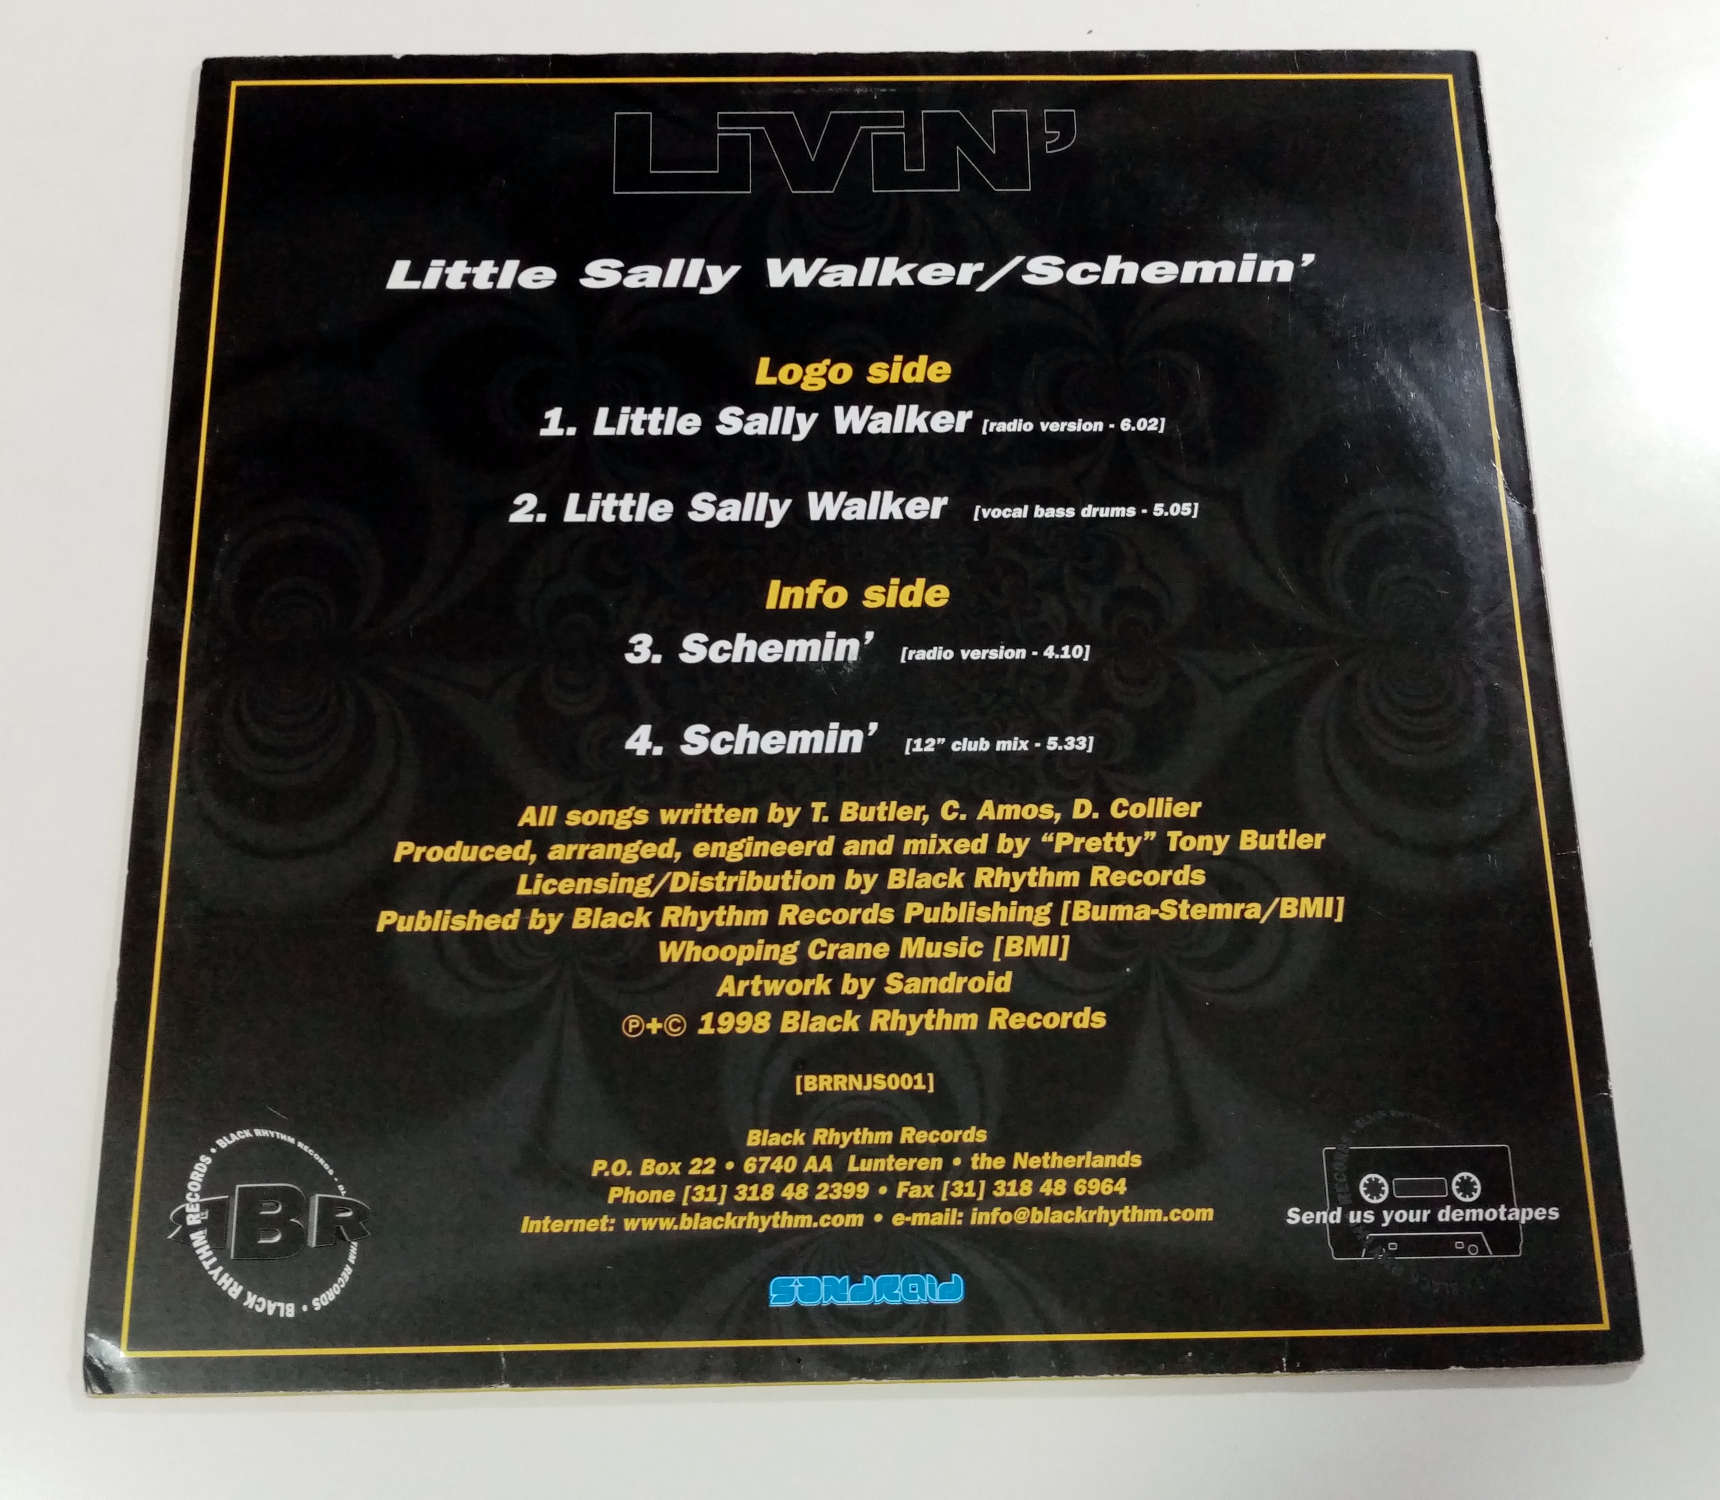 LiViN'
Little Sally Walker/Schemin'
Logo side
1. Little Sally Walker [radio version - 6.02]
2. Little Sally Walker [vocal bass drums - 5.05]
Info side
3. Schemin' [radio version - 4.10]
4. Schemin' [12" club mix - 5.33]
All songs written by T. Butler, C. Amos, D. Collier
Produced, arranged, engineerd and mixed by "Pretty" Tony Butler
Licensing/Distribution by Black Rhythm Records
Published by Black Rhythm Records Publishing [Buma-Stemra/BMI]
Whooping Crane Music [BMI]
Artwork by Sandroid
℗+© 1998 Black Rhythm Records
[BRRNJS001]
Black Rhythm Records
P.O. Box 22 • 6740 AA Lunteren • the Netherlands
Phone [31] 318 48 2399 • Fax [31] 318 48 6964
Internet: www.blackrhythm.com • e-mail: info@blackrhythm.com
BLACK RHYTHM RECORDS • BLACK RHYTHM RECORDS •
RBR
Send us your demotapes
SANDROID